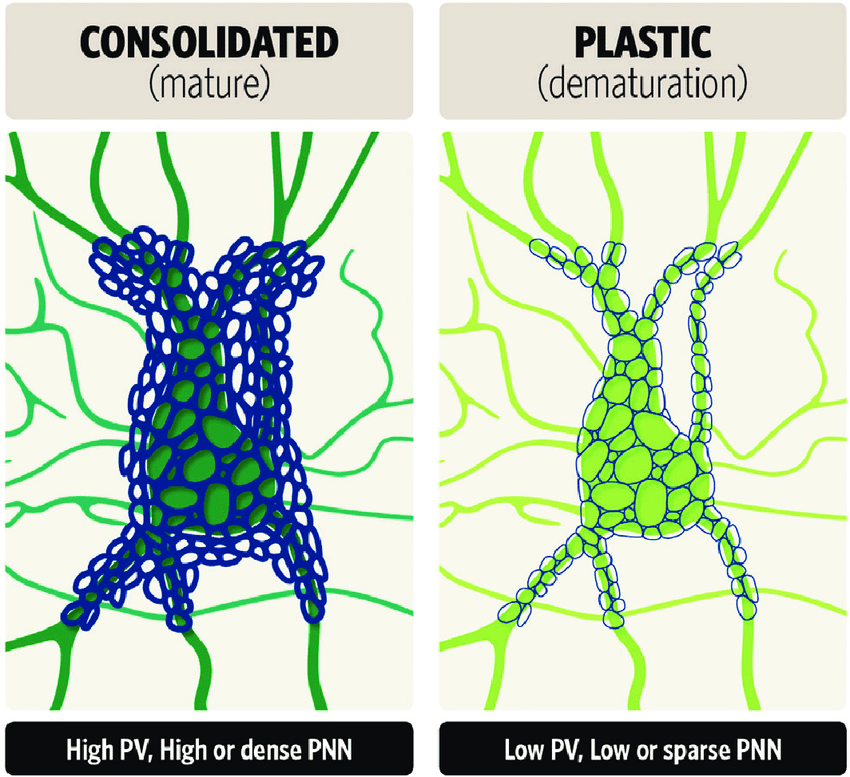 CONSOLIDATED
(mature)
PLASTIC
(dematuration)
High PV, High or dense PNN
Low PV, Low or sparse PNN